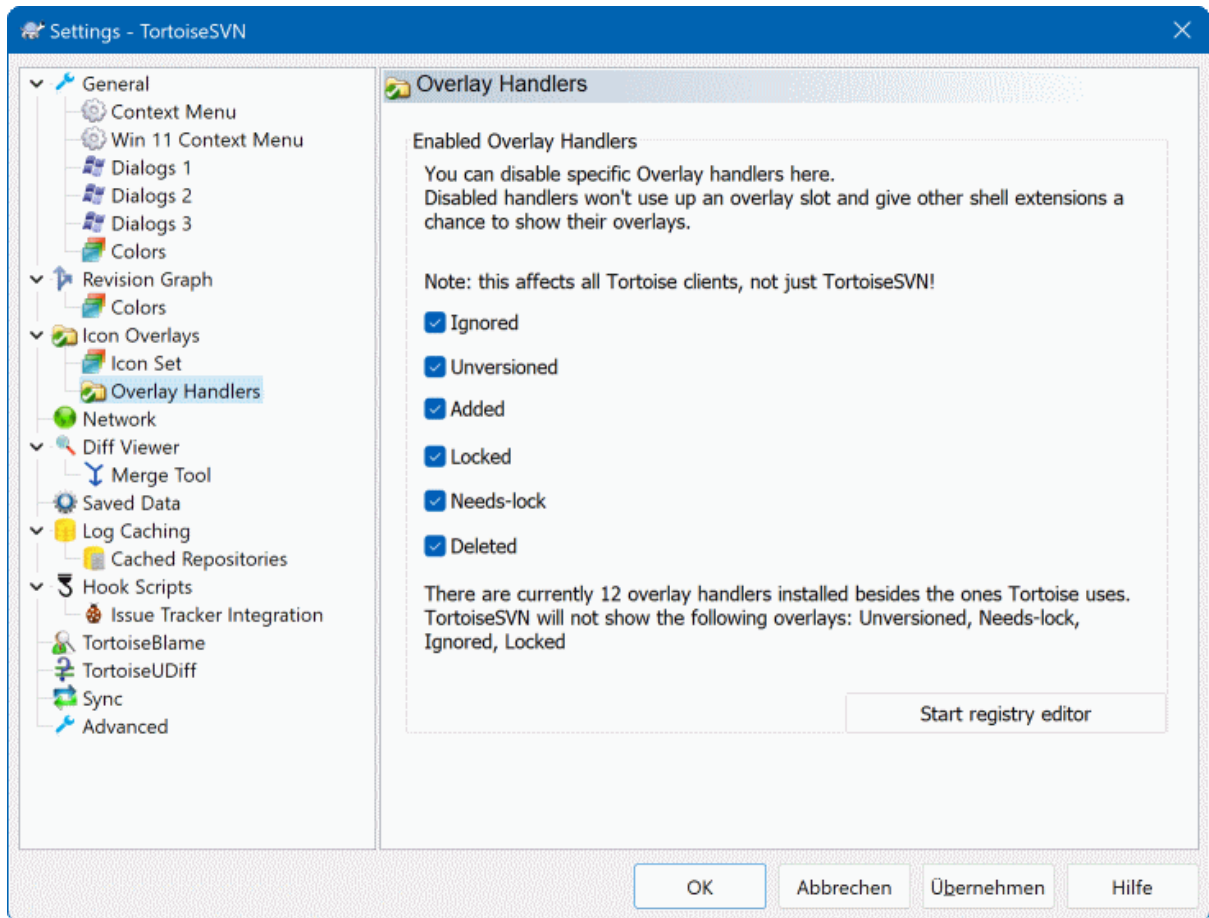 Settings - TortoiseSVN
General
Context Menu
Win 11 Context Menu
Dialogs 1
Dialogs 2
Dialogs 3
Colors
Revision Graph
Colors
Icon Overlays
Icon Set
Overlay Handlers
Network
Diff Viewer
Merge Tool
Saved Data
Log Caching
Cached Repositories
Hook Scripts
Issue Tracker Integration
TortoiseBlame
TortoiseUDiff
Sync
Advanced
Overlay Handlers
Enabled Overlay Handlers
You can disable specific Overlay handlers here.
Disabled handlers won't use up an overlay slot and give other shell extensions a
chance to show their overlays.
Note: this affects all Tortoise clients, not just TortoiseSVN!
Ignored
Unversioned
Added
Locked
Needs-lock
Deleted
There are currently 12 overlay handlers installed besides the ones Tortoise uses.
TortoiseSVN will not show the following overlays: Unversioned, Needs-lock,
Ignored, Locked
Start registry editor
OK
Abbrechen
Übernehmen
Hilfe